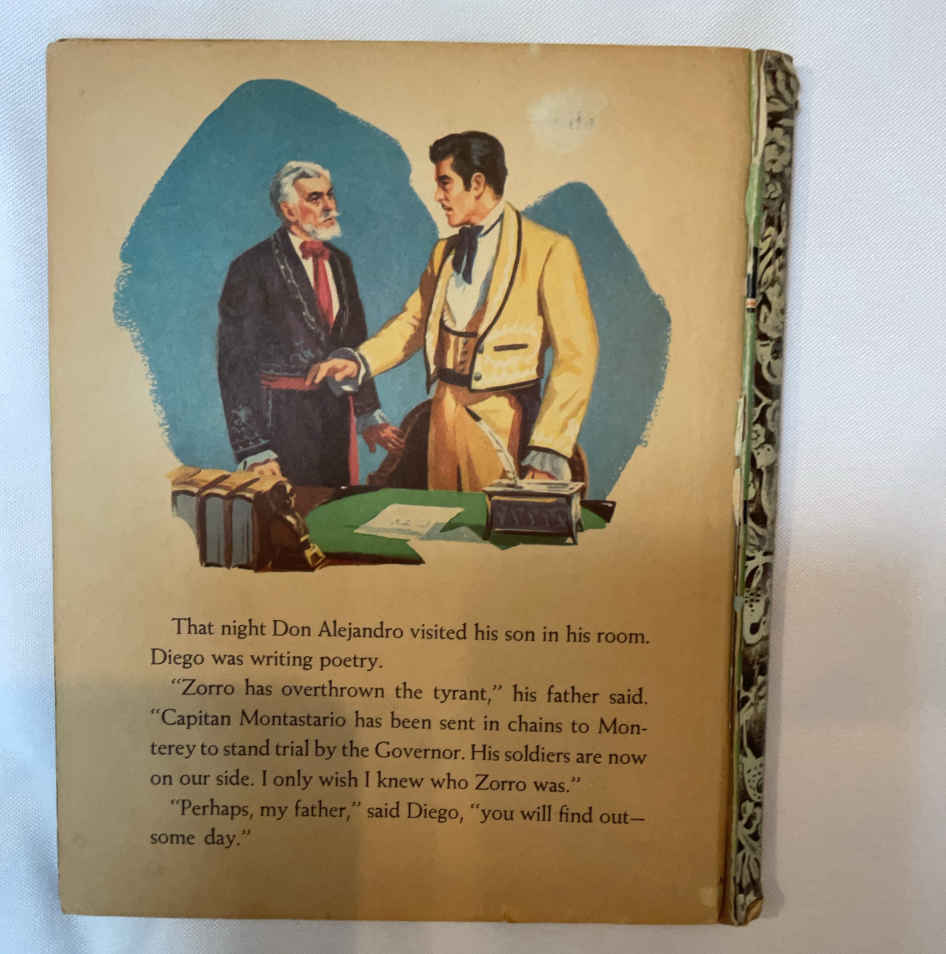 That night Don Alejandro visited his son in his room.
Diego was writing poetry.
“Zorro has overthrown the tyrant,” his father said.
“Capitan Montastario has been sent in chains to Mon-
terey to stand trial by the Governor. His soldiers are now
on our side. I only wish I knew who Zorro was.”
“Perhaps, my father,” said Diego, “you will find out—
some day.”